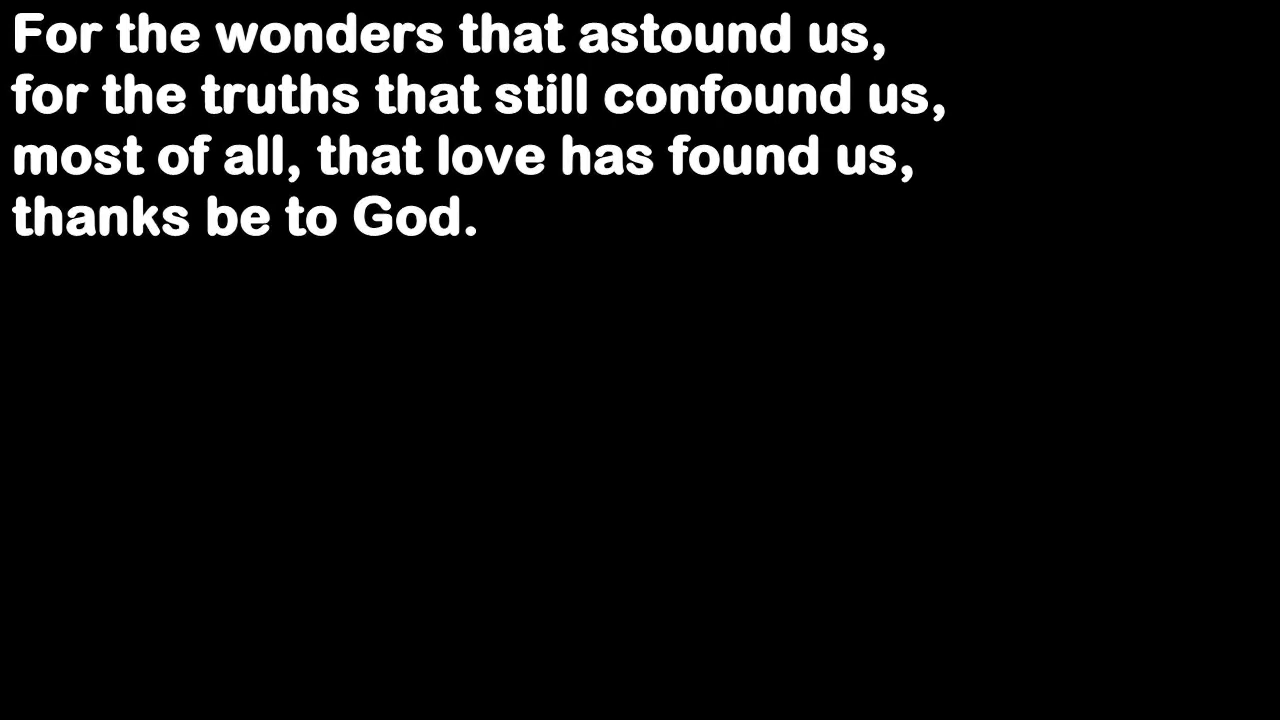 For the wonders that astound us,
for the truths that still confound us,
most of all, that love has found us,
thanks be to God.